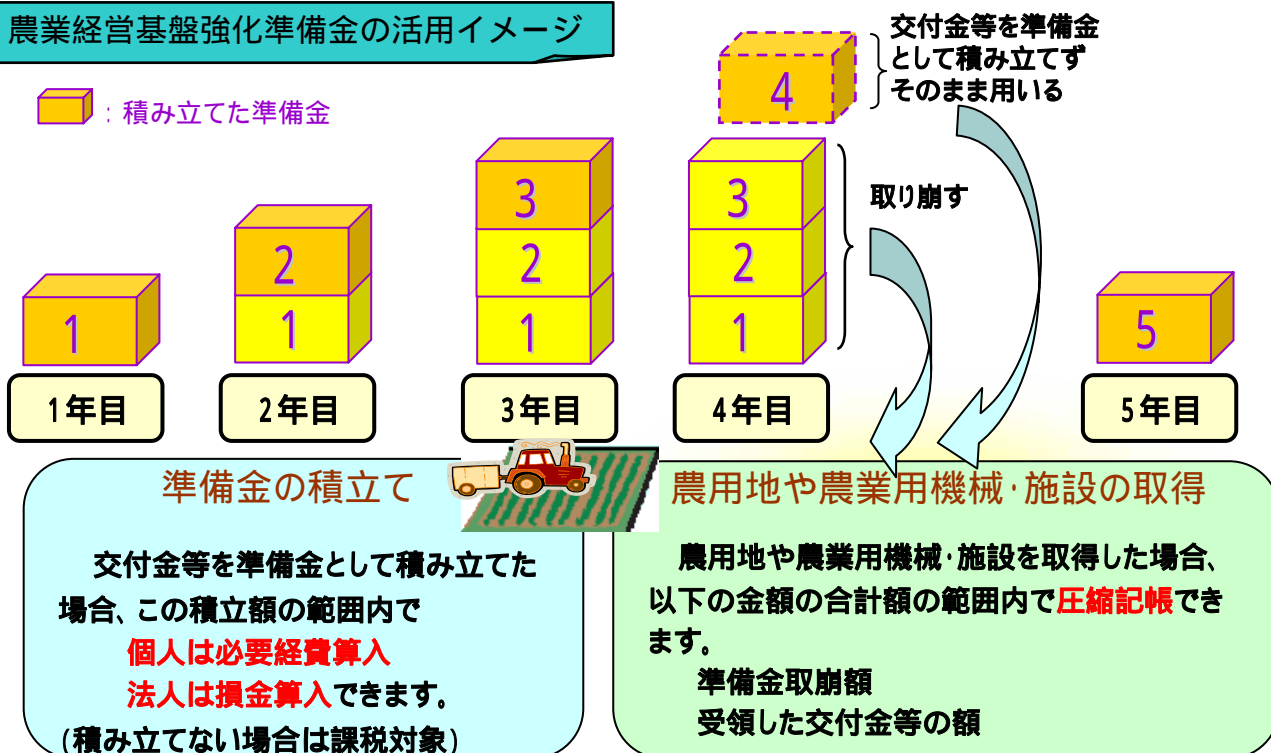 農業経営基盤強化準備金の活用イメージ
：積み立てた準備金
交付金等を準備金
として積み立てず
そのまま用いる
4
3
2
1
取り崩す
3
2
1
2
1
1
5
1年目
2年目
3年目
4年目
5年目
準備金の積立て
交付金等を準備金として積み立てた
場合、この積立額の範囲内で
個人は必要経費算入
法人は損金算入できます。
(積み立てない場合は課税対象)
農用地や農業用機械・施設の取得
農用地や農業用機械・施設を取得した場合、
以下の金額の合計額の範囲内で圧縮記帳でき
ます。
準備金取崩額
受領した交付金等の額